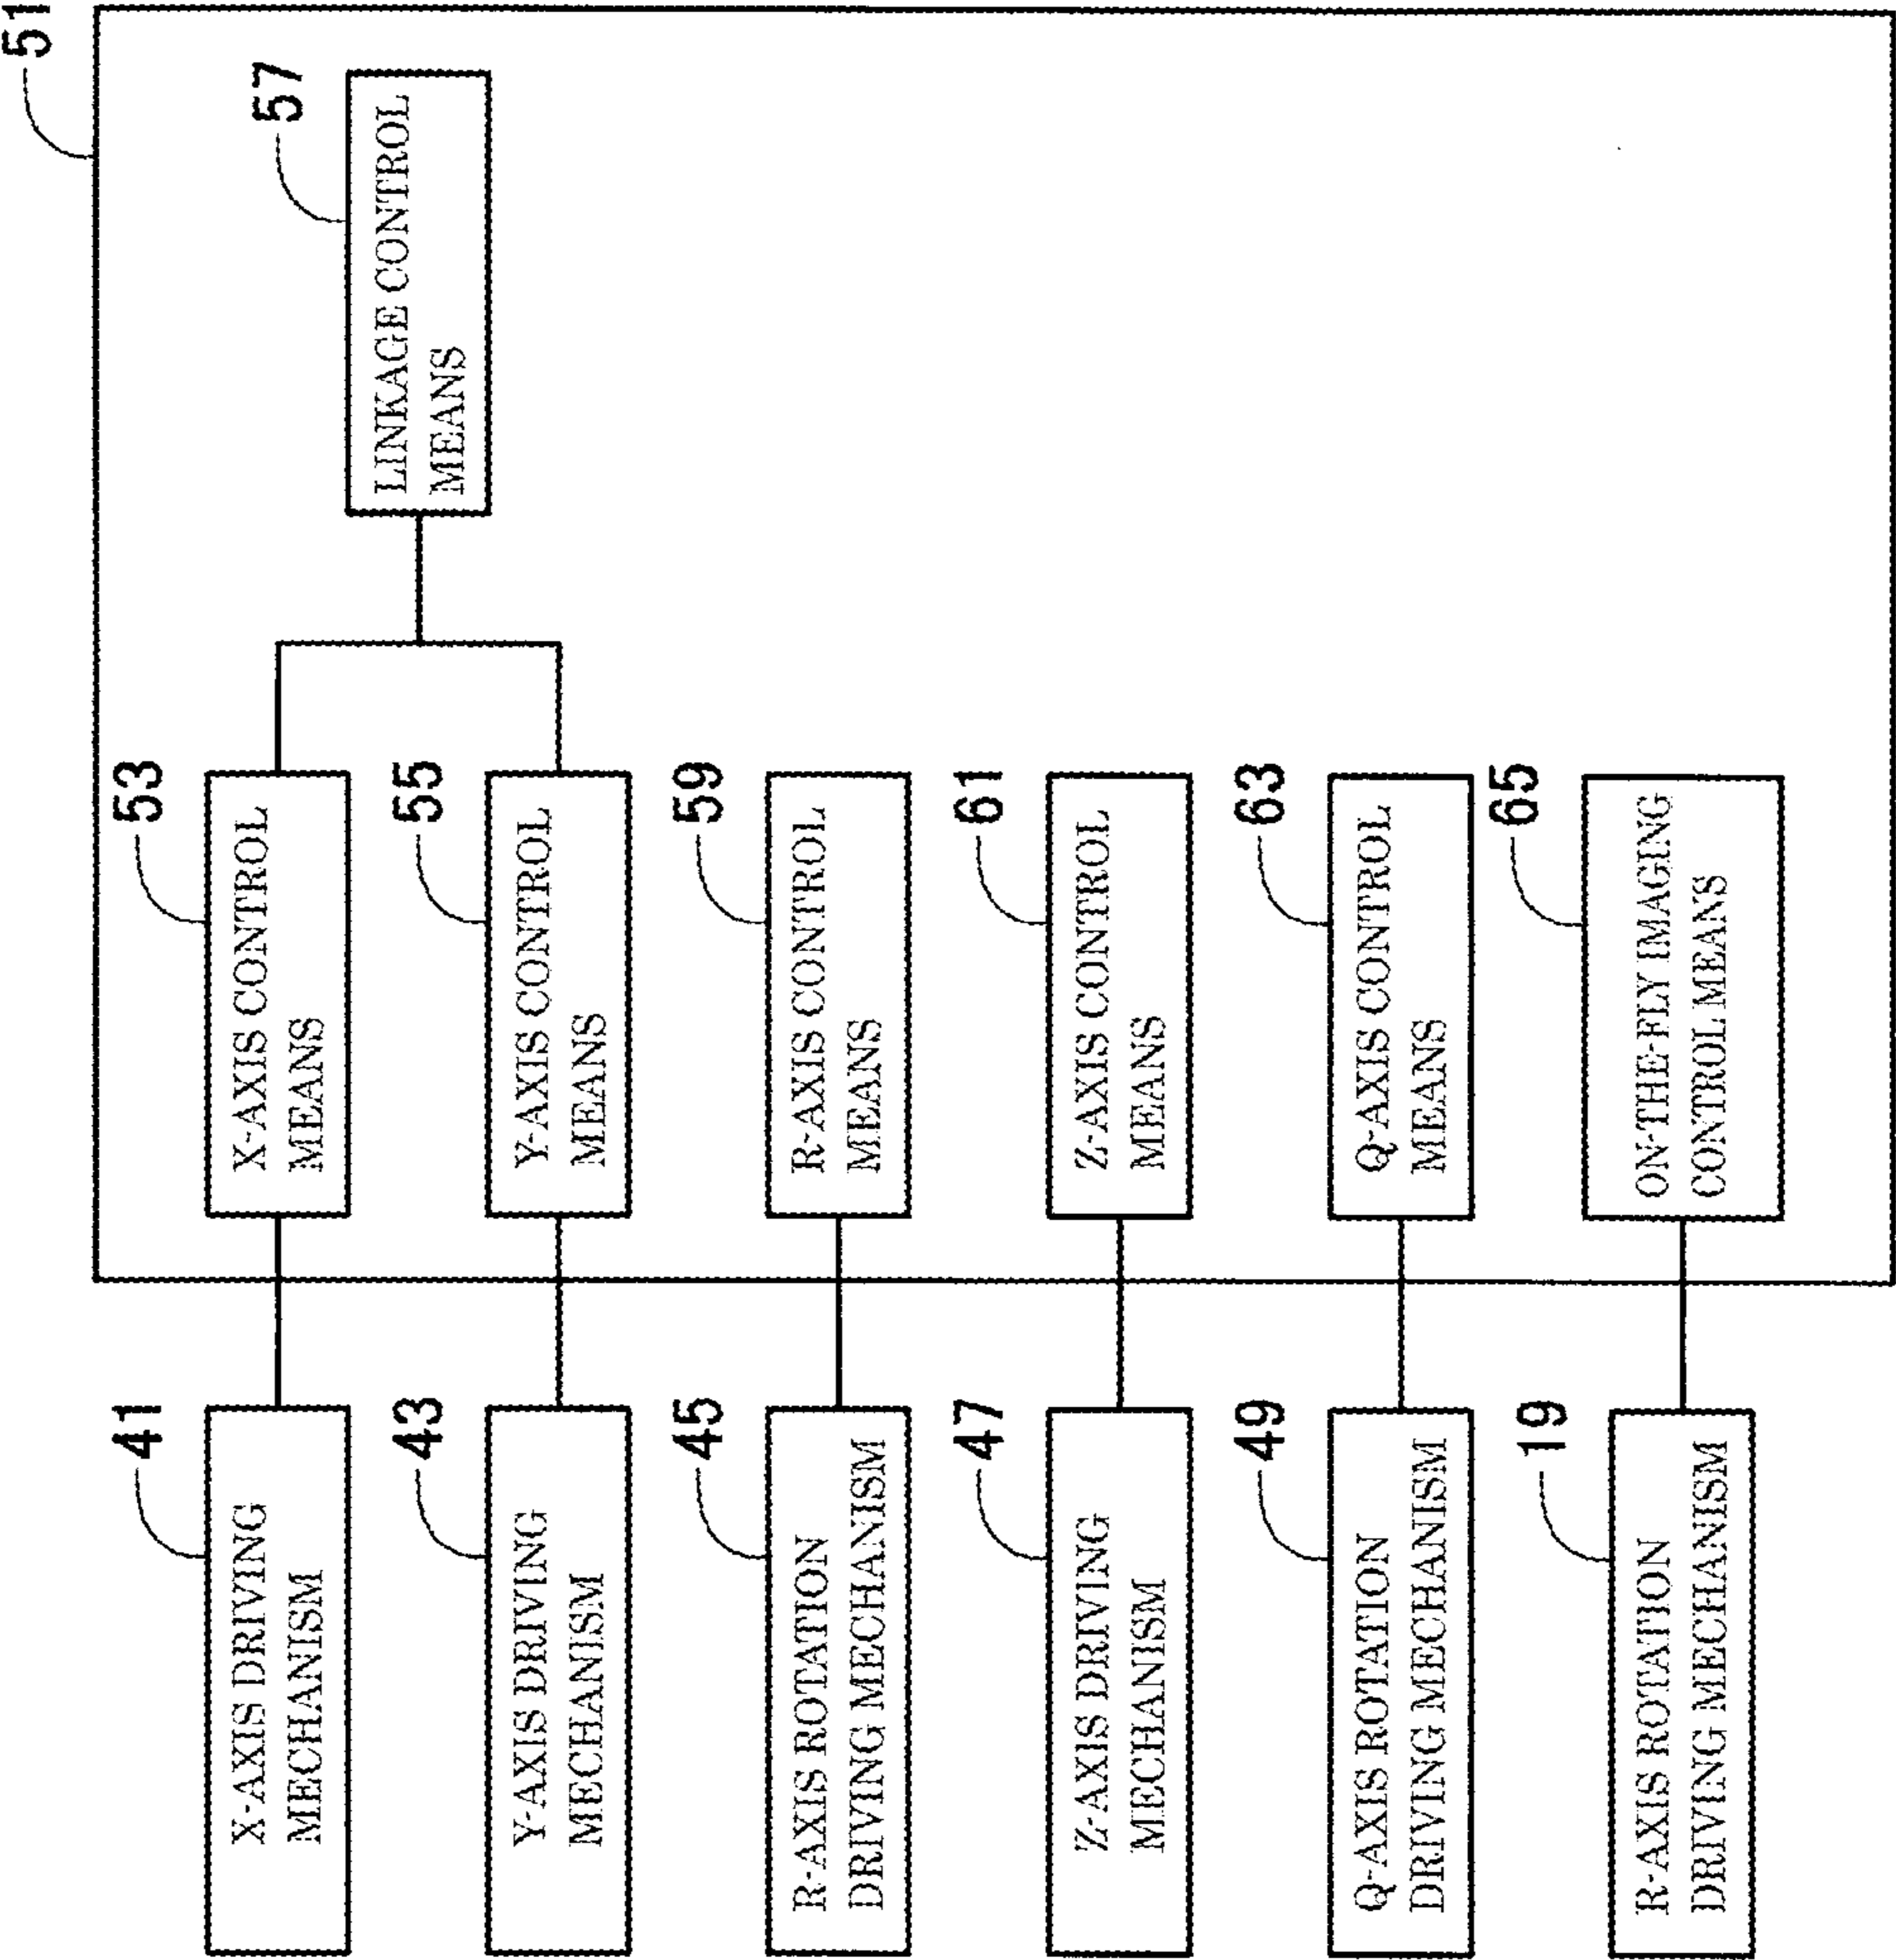 51
41
X-AXIS DRIVING
MECHANISM
53
X-AXIS CONTROL
MEANS
57
LINKAGE CONTROL
MEANS
43
Y-AXIS DRIVING
MECHANISM
55
Y-AXIS CONTROL
MEANS
45
R-AXIS ROTATION
DRIVING MECHANISM
59
R-AXIS CONTROL
MEANS
47
Z-AXIS DRIVING
MECHANISM
61
Z-AXIS CONTROL
MEANS
49
Q-AXIS ROTATION
DRIVING MECHANISM
63
Q-AXIS CONTROL
MEANS
19
R-AXIS ROTATION
DRIVING MECHANISM
65
ON-THE-FLY IMAGING
CONTROL MEANS